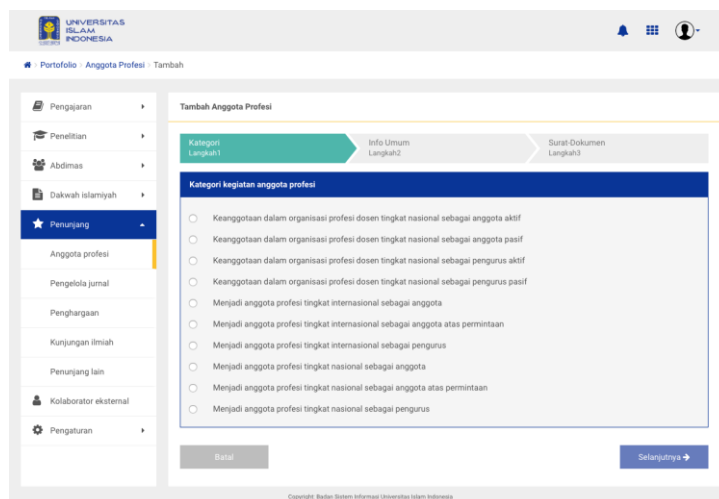 UNIVERSITAS
ISLAM
INDONESIA
Portofolio > Anggota Profesi > Tambah
Pengajaran
Penelitian
Abdimas
Dakwah islamiyah
Penunjang
Anggota profesi
Pengelola jurnal
Penghargaan
Kunjungan ilmiah
Penunjang lain
Kolaborator eksternal
Pengaturan
Tambah Anggota Profesi
Kategori
Langkah1
Info Umum
Langkah2
Surat-Dokumen
Langkah3
Kategori kegiatan anggota profesi
Keanggotaan dalam organisasi profesi dosen tingkat nasional sebagai anggota aktif
Keanggotaan dalam organisasi profesi dosen tingkat nasional sebagai anggota pasif
Keanggotaan dalam organisasi profesi dosen tingkat nasional sebagai pengurus aktif
Keanggotaan dalam organisasi profesi dosen tingkat nasional sebagai pengurus pasif
Menjadi anggota profesi tingkat internasional sebagai anggota
Menjadi anggota profesi tingkat internasional sebagai anggota atas permintaan
Menjadi anggota profesi tingkat internasional sebagai pengurus
Menjadi anggota profesi tingkat nasional sebagai anggota
Menjadi anggota profesi tingkat nasional sebagai anggota atas permintaan
Menjadi anggota profesi tingkat nasional sebagai pengurus
Batal
Selanjutnya
Copyright: Badan Sistem Informasi Universitas Islam Indonesia